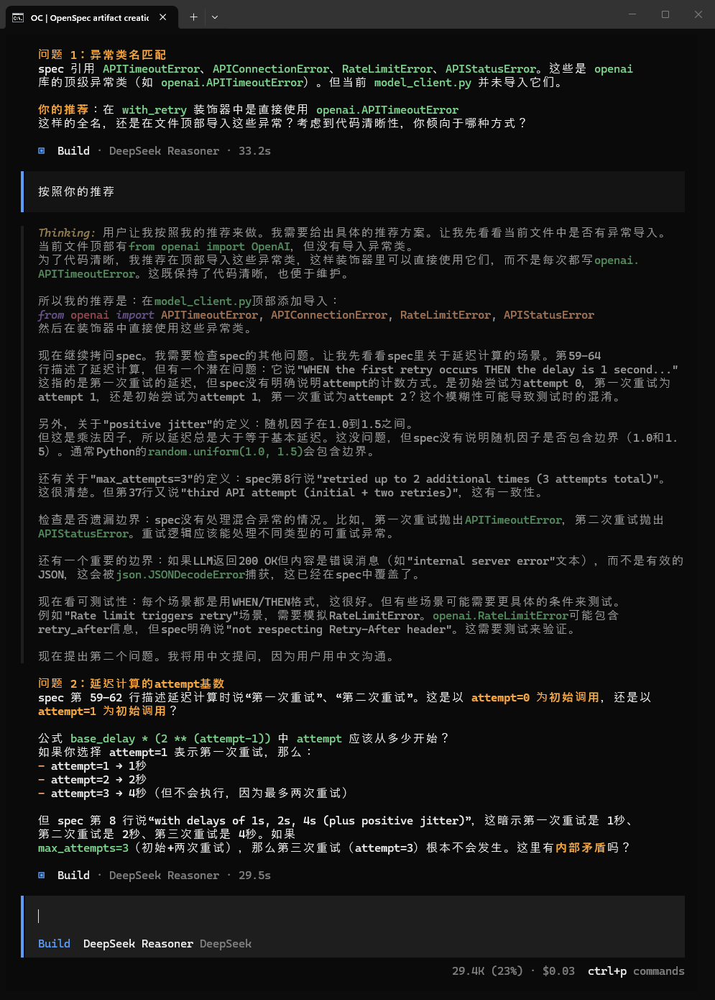 OC | OpenSpec artifact creatic
问题 1：异常类名匹配
spec 引用 APITimeoutError、APIConnectionError、RateLimitError、APIStatusError。这些是 openai
库的顶级异常类（如 openai.APITimeoutError）。但当前 model_client.py 并未导入它们。
你的推荐：在 with_retry 装饰器中是直接使用 openai.APITimeoutError
这样的全名，还是在文件顶部导入这些异常？考虑到代码清晰性，你倾向于哪种方式？
Build · DeepSeek Reasoner · 33.2s
按照你的推荐
Thinking: 用户让我按照我的推荐来做。我需要给出具体的推荐方案。让我先看看当前文件中是否有异常导入。
当前文件顶部有from openai import OpenAI，但没有导入异常类。
为了代码清晰，我推荐在顶部导入这些异常类，这样装饰器里可以直接使用它们，而不是每次都写openai.
APITimeoutError。这既保持了代码清晰，也便于维护。
所以我的推荐是：在model_client.py顶部添加导入：
from openai import APITimeoutError, APIConnectionError, RateLimitError, APIStatusError
然后在装饰器中直接使用这些异常类。
现在继续拷问spec。我需要检查spec的其他问题。让我先看看spec里关于延迟计算的场景。第59-64
行描述了延迟计算，但有一个潜在问题：它说"WHEN the first retry occurs THEN the delay is 1 second..."
这指的是第一次重试的延迟，但spec没有明确说明attempt的计数方式。是初始尝试为attempt 0，第一次重试为
attempt 1，还是初始尝试为attempt 1，第一次重试为attempt 2？这个模糊性可能导致测试时的混淆。
另外，关于"positive jitter"的定义：随机因子在1.0到1.5之间。
但这是乘法因子，所以延迟总是大于等于基本延迟。这没问题，但spec没有说明随机因子是否包含边界（1.0和1.
5）。通常Python的random.uniform(1.0, 1.5)会包含边界。
还有关于"max_attempts=3"的定义：spec第8行说"retried up to 2 additional times (3 attempts total)"。
这很清楚。但第37行又说"third API attempt (initial + two retries)"，这有一致性。
检查是否遗漏边界：spec没有处理混合异常的情况。比如，第一次重试抛出APITimeoutError，第二次重试抛出
APIStatusError。重试逻辑应该能处理不同类型的可重试异常。
还有一个重要的边界：如果LLM返回200 OK但内容是错误消息（如"internal server error"文本），而不是有效的
JSON，这会被json.JSONDecodeError捕获，这已经在spec中覆盖了。
现在看可测试性：每个场景都是用WHEN/THEN格式，这很好。但有些场景可能需要更具体的条件来测试。
例如"Rate limit triggers retry"场景，需要模拟RateLimitError。openai.RateLimitError可能包含
retry_after信息，但spec明确说"not respecting Retry-After header"。这需要测试来验证。
现在提出第二个问题。我将用中文提问，因为用户用中文沟通。
问题 2：延迟计算的attempt基数
spec 第 59-62 行描述延迟计算时说“第一次重试”、“第二次重试”。这是以 attempt=0 为初始调用，还是以
attempt=1 为初始调用？
公式 base_delay * (2 ** (attempt-1)) 中 attempt 应该从多少开始？
如果你选择 attempt=1 表示第一次重试，那么：
- attempt=1 → 1秒
- attempt=2 → 2秒
- attempt=3 → 4秒（但不会执行，因为最多两次重试）
但 spec 第 8 行说“with delays of 1s, 2s, 4s (plus positive jitter)”，这暗示第一次重试是 1秒、
第二次重试是 2秒、第三次重试是 4秒。如果
max_attempts=3（初始+两次重试），那么第三次重试（attempt=3）根本不会发生。这里有内部矛盾吗？
Build · DeepSeek Reasoner · 29.5s
Build DeepSeek Reasoner DeepSeek
29.4K (23%) · $0.03 ctrl+p commands